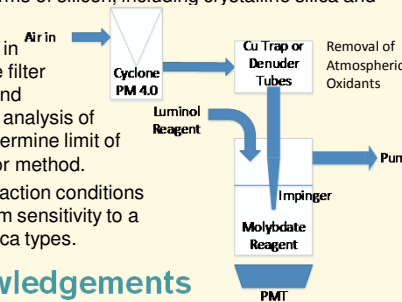 rms of silicon, including crystalline silica and
in
e filter
nd
analysis of
termine limit of
or method.
action conditions
m sensitivity to a
ca types.
wledgements
Air in
Cyclone
PM 4.0
Cu Trap or
Denuder
Tubes
Removal of
Atmospheric
Oxidants
Luminol
Reagent
Pum
Impinger
Molybdate
Reagent
PMT